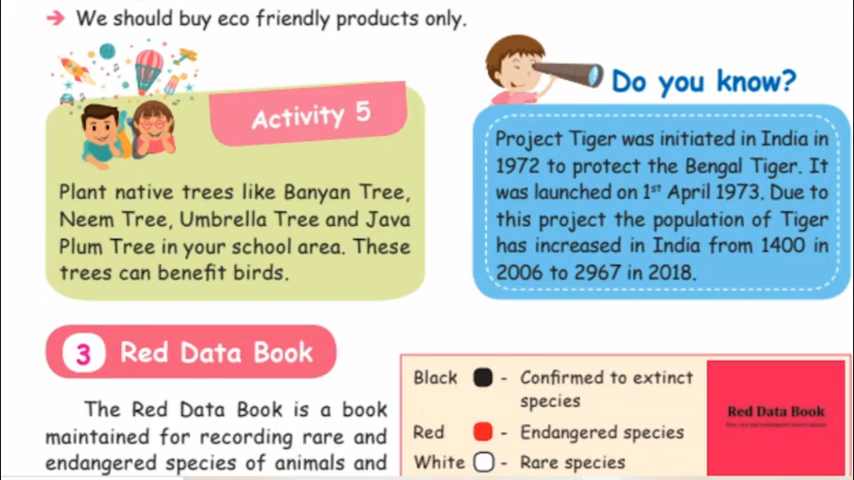 → We should buy eco friendly products only.
Activity 5
Plant native trees like Banyan Tree,
Neem Tree, Umbrella Tree and Java
Plum Tree in your school area. These
trees can benefit birds.
Do you know?
Project Tiger was initiated in India in
1972 to protect the Bengal Tiger. It
was launched on 1st April 1973. Due to
this project the population of Tiger
has increased in India from 1400 in
2006 to 2967 in 2018.
3 Red Data Book
The Red Data Book is a book
maintained for recording rare and
endangered species of animals and
Black - Confirmed to extinct
species
Red - Endangered species
White - Rare species
Red Data Book